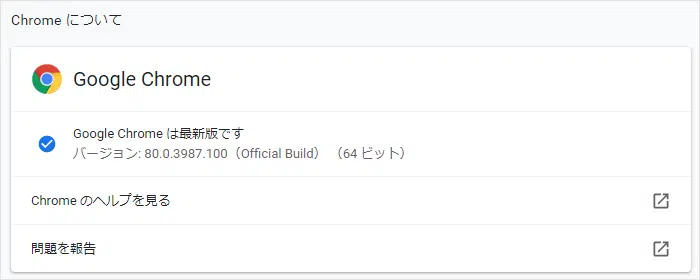 Chrome について
Google Chrome
Google Chrome は最新版です
バージョン: 80.0.3987.100（Official Build） （64 ビット）
Chrome のヘルプを見る
問題を報告